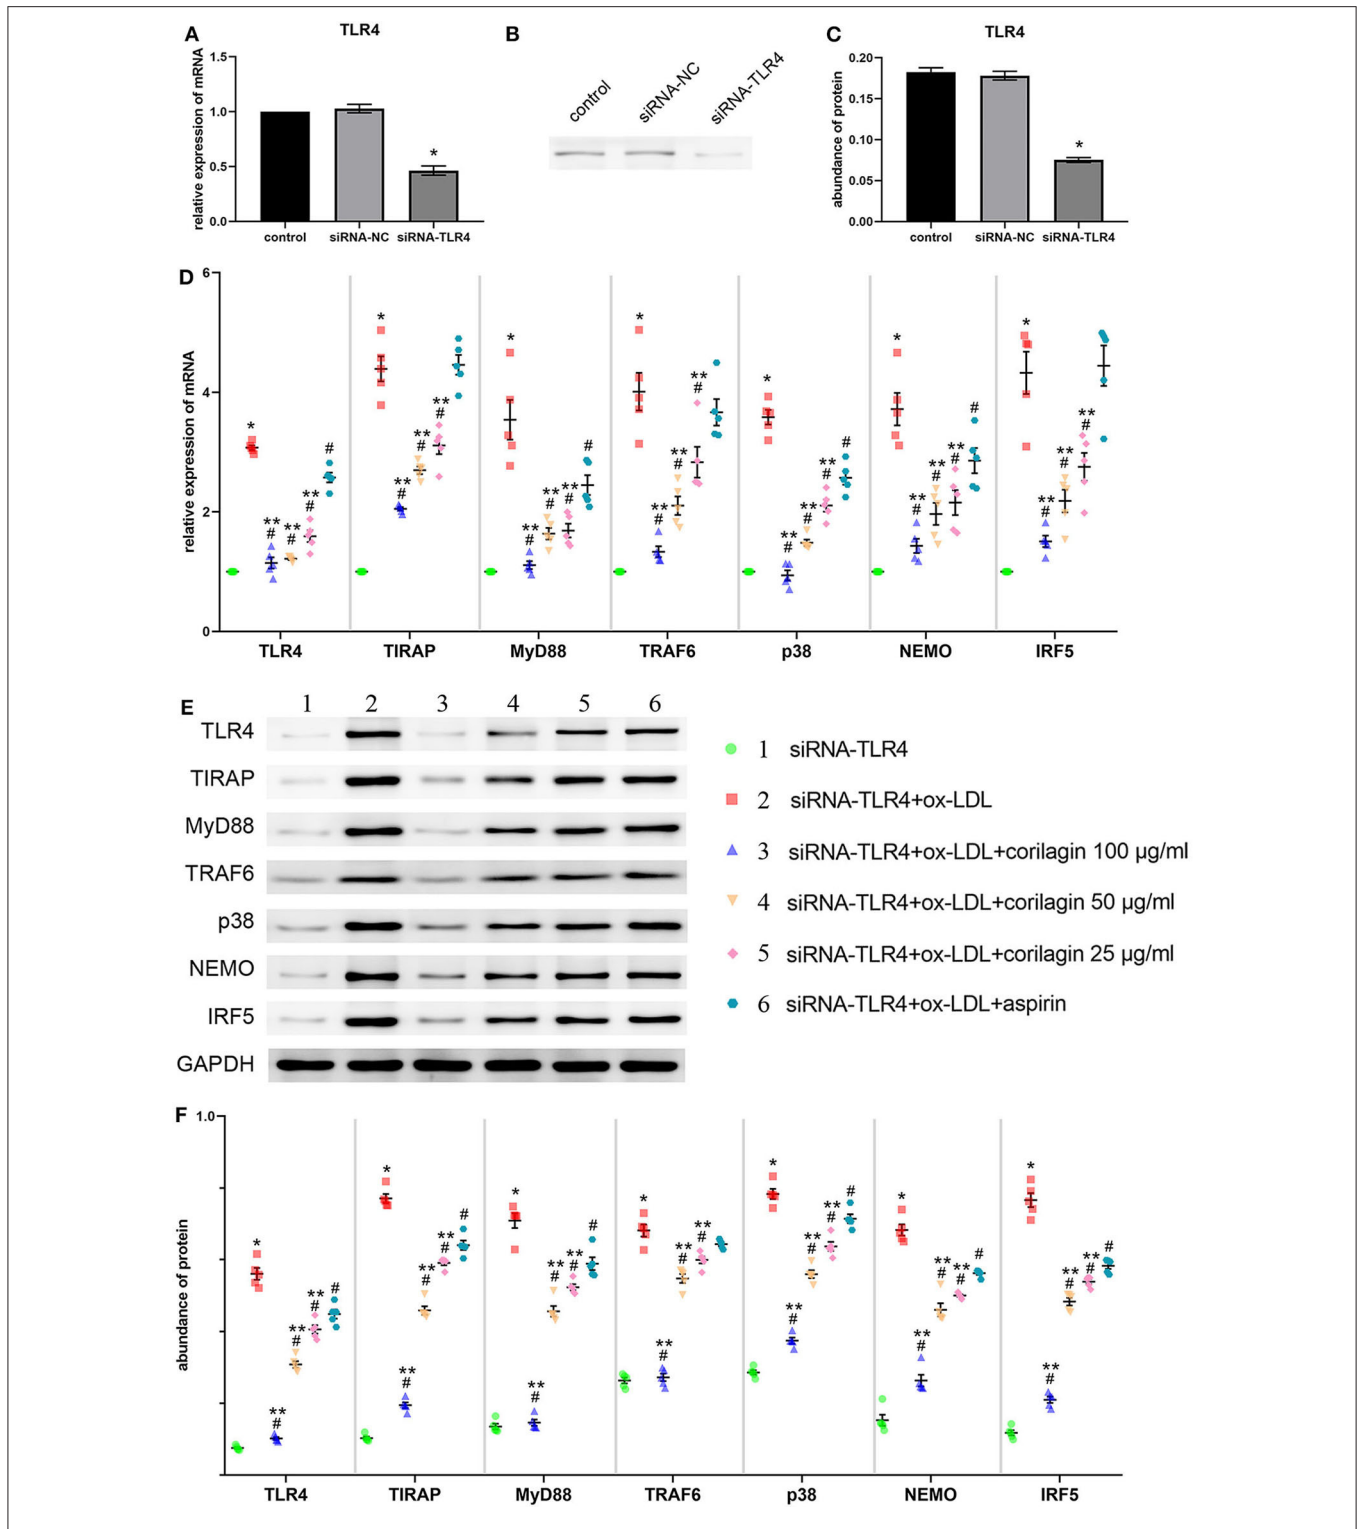 A
TLR4
relative expression of mRNA
1.5
1.0
0.5
0.0
*
control siRNA-NC siRNA-TLR4
B
control siRNA-NC siRNA-TLR4
C
TLR4
abundance of protein
0.20
0.15
0.10
0.05
0.00
*
control siRNA-NC siRNA-TLR4
D
relative expression of mRNA
6
4
2
0
* ** # ** # ** # #
* ** # ** # ** #
* ** # ** # ** # #
* ** # ** # ** #
* ** # ** # ** # #
* ** # ** # ** # #
* ** # ** # ** #
TLR4 TIRAP MyD88 TRAF6 p38 NEMO IRF5
E
1 2 3 4 5 6
TLR4
TIRAP
MyD88
TRAF6
p38
NEMO
IRF5
GAPDH
1 siRNA-TLR4
2 siRNA-TLR4+ox-LDL
3 siRNA-TLR4+ox-LDL+corilagin 100 µg/ml
4 siRNA-TLR4+ox-LDL+corilagin 50 µg/ml
5 siRNA-TLR4+ox-LDL+corilagin 25 µg/ml
6 siRNA-TLR4+ox-LDL+aspirin
F
abundance of protein
1.0
* ** # ** # ** # #
* ** # ** # ** # #
* ** # ** # ** # #
* ** # ** # ** #
* ** # ** # ** # #
* ** # ** # ** # #
* ** # ** # ** # #
TLR4 TIRAP MyD88 TRAF6 p38 NEMO IRF5